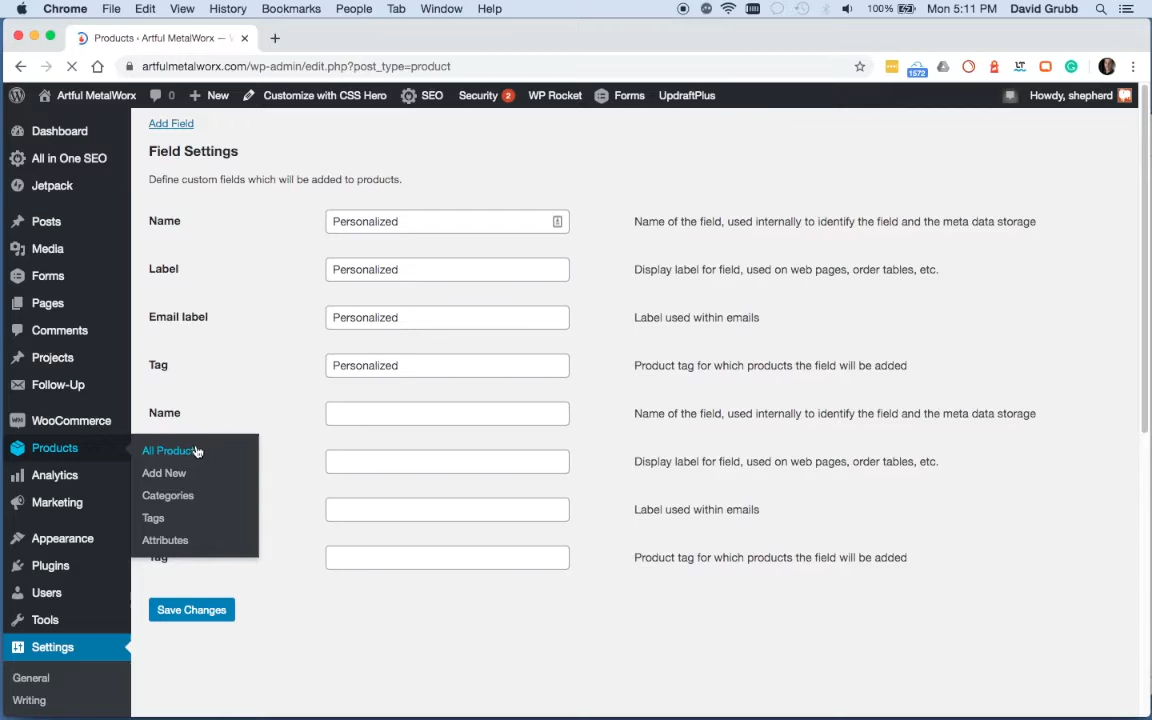 Chrome File Edit View History Bookmarks People Tab Window Help 100% Mon 5:11 PM David Grubb
Products ‹ Artful MetalWorx —
artfulmetalworx.com/wp-admin/edit.php?post_type=product
1572
Artful MetalWorx 0 New Customize with CSS Hero SEO Security 2 WP Rocket Forms UpdraftPlus Howdy, shepherd
Dashboard
All in One SEO
Jetpack
Posts
Media
Forms
Pages
Comments
Projects
Follow-Up
WooCommerce
Products
Analytics
Marketing
Appearance
Plugins
Users
Tools
Settings
General
Writing
All Products
Add New
Categories
Tags
Attributes
Add Field
Field Settings
Define custom fields which will be added to products.
Name Personalized Name of the field, used internally to identify the field and the meta data storage
Label Personalized Display label for field, used on web pages, order tables, etc.
Email label Personalized Label used within emails
Tag Personalized Product tag for which products the field will be added
Name Name of the field, used internally to identify the field and the meta data storage
Display label for field, used on web pages, order tables, etc.
Label used within emails
Tag Product tag for which products the field will be added
Save Changes